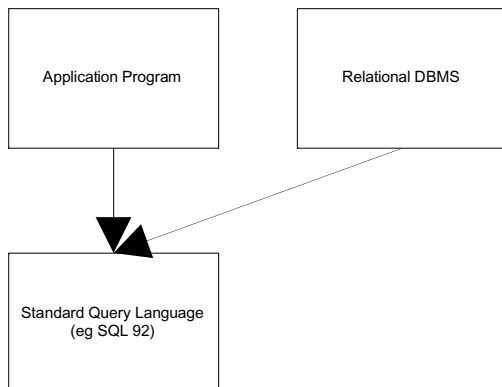 Application Program
Relational DBMS
Standard Query Language
(eg SQL 92)